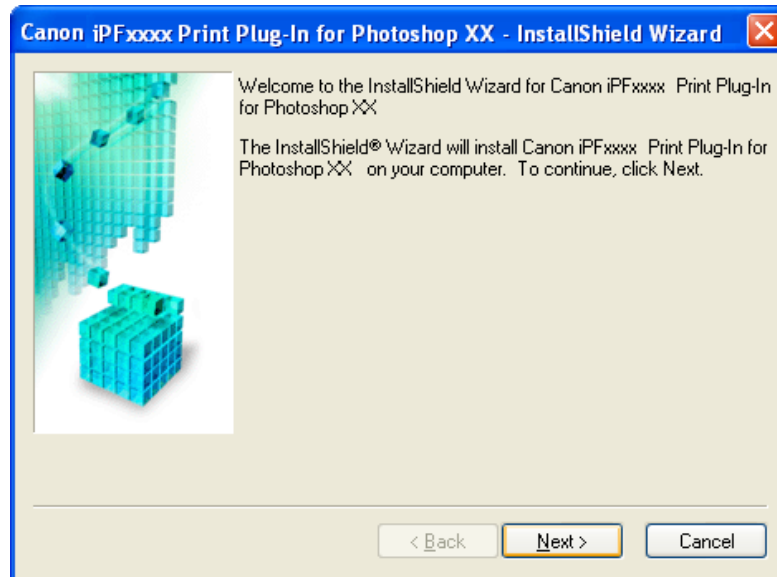 Canon iPFxxxx Print Plug-In for Photoshop XX - InstallShield Wizard
Welcome to the InstallShield Wizard for Canon iPFxxxx Print Plug-In
for Photoshop XX
The InstallShield® Wizard will install Canon iPFxxxx Print Plug-In for
Photoshop XX on your computer. To continue, click Next.
< Back
Next >
Cancel